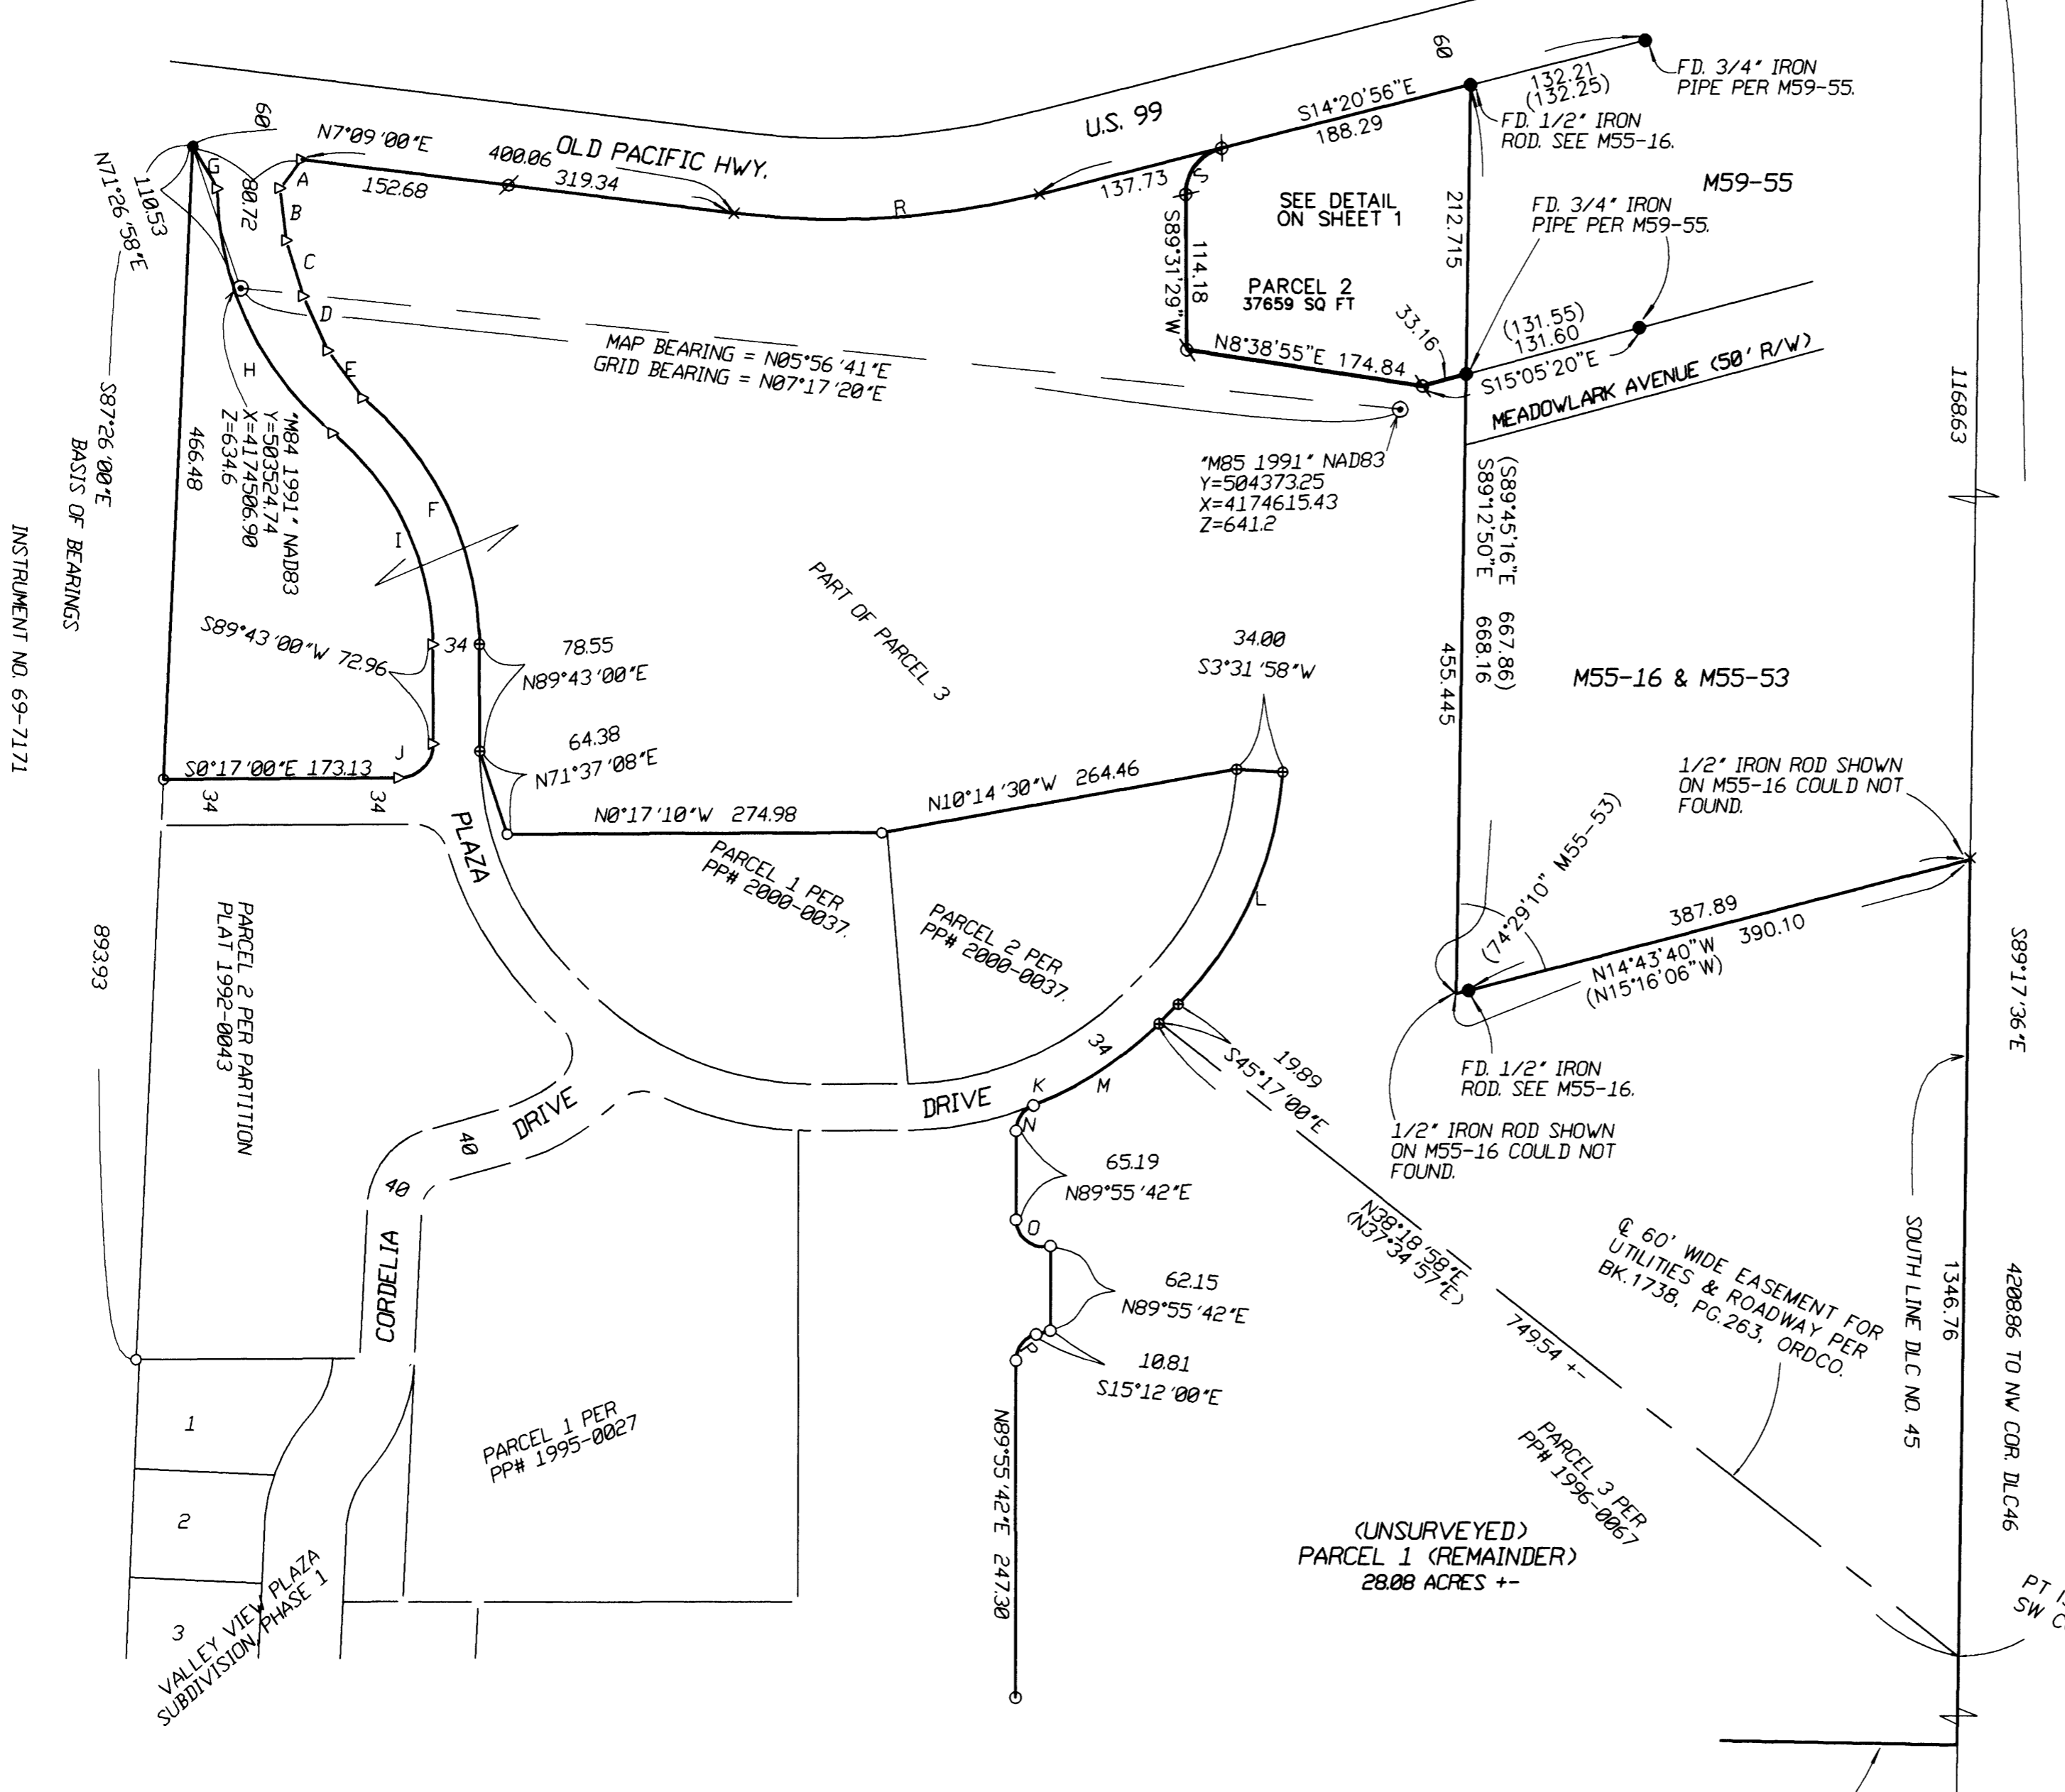 60
FD. 3/4" IRON
PIPE PER M59-55.
132.21
(132.25)
S14°20'56"E
188.29
FD. 1/2" IRON
ROD. SEE M55-16.
U.S. 99
OLD PACIFIC HWY.
60
N7°09'00"E
400.06
319.34
152.68
137.73
N71°26'58"E
110.53
80.72
G
A
B
C
D
E
F
H
I
J
R
S
SEE DETAIL
ON SHEET 1
M59-55
FD. 3/4" IRON
PIPE PER M59-55.
212.715
S89°31'29"W
114.18
PARCEL 2
37659 SQ FT
33.16
(131.55)
131.60
S15°05'20"E
N8°38'55"E 174.84
MEADOWLARK AVENUE (50' R/W)
MAP BEARING = N05°56'41"E
GRID BEARING = N07°17'20"E
1168.63
S87°26'00"E
BASIS OF BEARINGS
466.48
"M84 1991" NAD83
Y=503524.74
X=4174506.90
Z=634.6
"M85 1991" NAD83
Y=504373.25
X=4174615.43
Z=641.2
(S89°45'16"E 667.86)
S89°12'50"E 668.16
455.445
INSTRUMENT NO. 69-7171
PART OF PARCEL 3
S89°43'00"W 72.96
34
78.55
N89°43'00"E
34.00
S3°31'58"W
M55-16 & M55-53
64.38
N71°37'08"E
S0°17'00"E 173.13
34
34
N0°17'10"W 274.98
N10°14'30"W 264.46
1/2" IRON ROD SHOWN
ON M55-16 COULD NOT
FOUND.
PLAZA
PARCEL 1 PER
PP# 2000-0037.
PARCEL 2 PER
PP# 2000-0037.
L
(74°29'10" M55-53)
387.89
390.10
N14°43'40"W
(N15°16'06"W)
893.93
PARCEL 2 PER PARTITION
PLAT 1992-0043
S89°17'36"E
34
K
M
N
19.89
S45°17'00"E
FD. 1/2" IRON
ROD. SEE M55-16.
DRIVE
DRIVE
40
40
1/2" IRON ROD SHOWN
ON M55-16 COULD NOT
FOUND.
65.19
N89°55'42"E
O
N38°18'58"E
(N37°34'57"E)
749.54 +-
℄ 60' WIDE EASEMENT FOR
UTILITIES & ROADWAY PER
BK.1738, PG.263, ORDCO.
SOUTH LINE DLC NO. 45
1346.76
4208.86 TO NW COR. DLC46
CORDELIA
62.15
N89°55'42"E
P
10.81
S15°12'00"E
1
2
3
PARCEL 1 PER
PP# 1995-0027
N89°55'42"E 247.30
PARCEL 3 PER
PP# 1996-0067
(UNSURVEYED)
PARCEL 1 (REMAINDER)
28.08 ACRES +-
VALLEY VIEW PLAZA
SUBDIVISION, PHASE 1
PT
SW